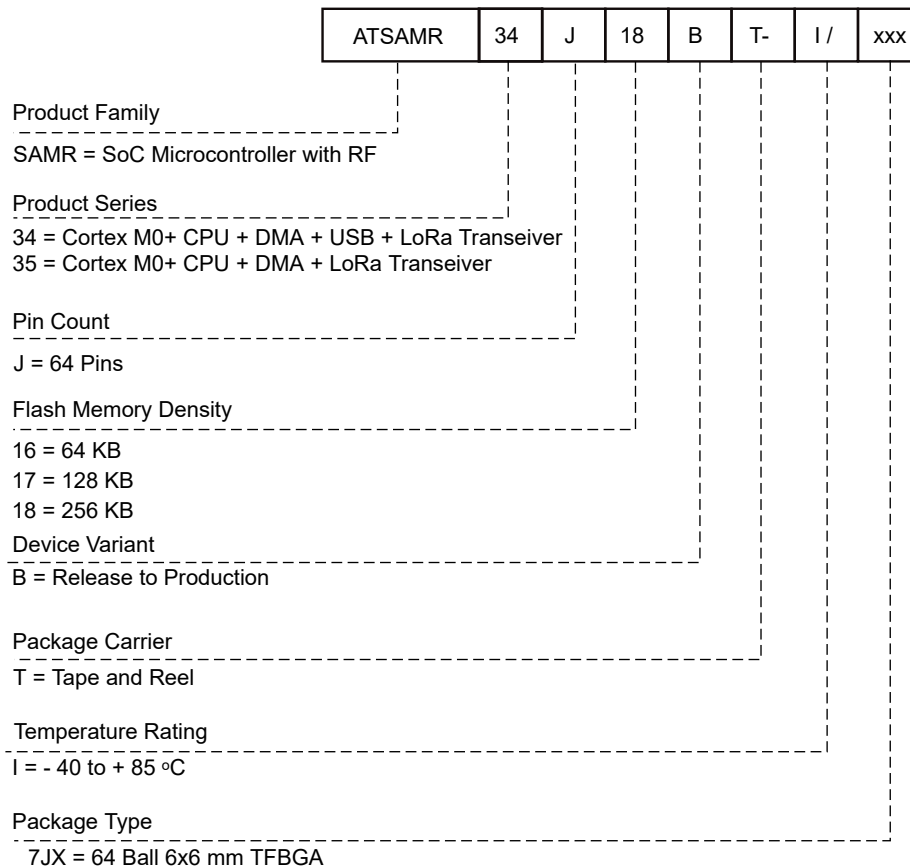 ATSAMR 34 J 18 B T- I / xxx
Product Family
SAMR = SoC Microcontroller with RF
Product Series
34 = Cortex M0+ CPU + DMA + USB + LoRa Transeiver
35 = Cortex M0+ CPU + DMA + LoRa Transeiver
Pin Count
J = 64 Pins
Flash Memory Density
16 = 64 KB
17 = 128 KB
18 = 256 KB
Device Variant
B = Release to Production
Package Carrier
T = Tape and Reel
Temperature Rating
I = - 40 to + 85 ºC
Package Type
7JX = 64 Ball 6x6 mm TFBGA